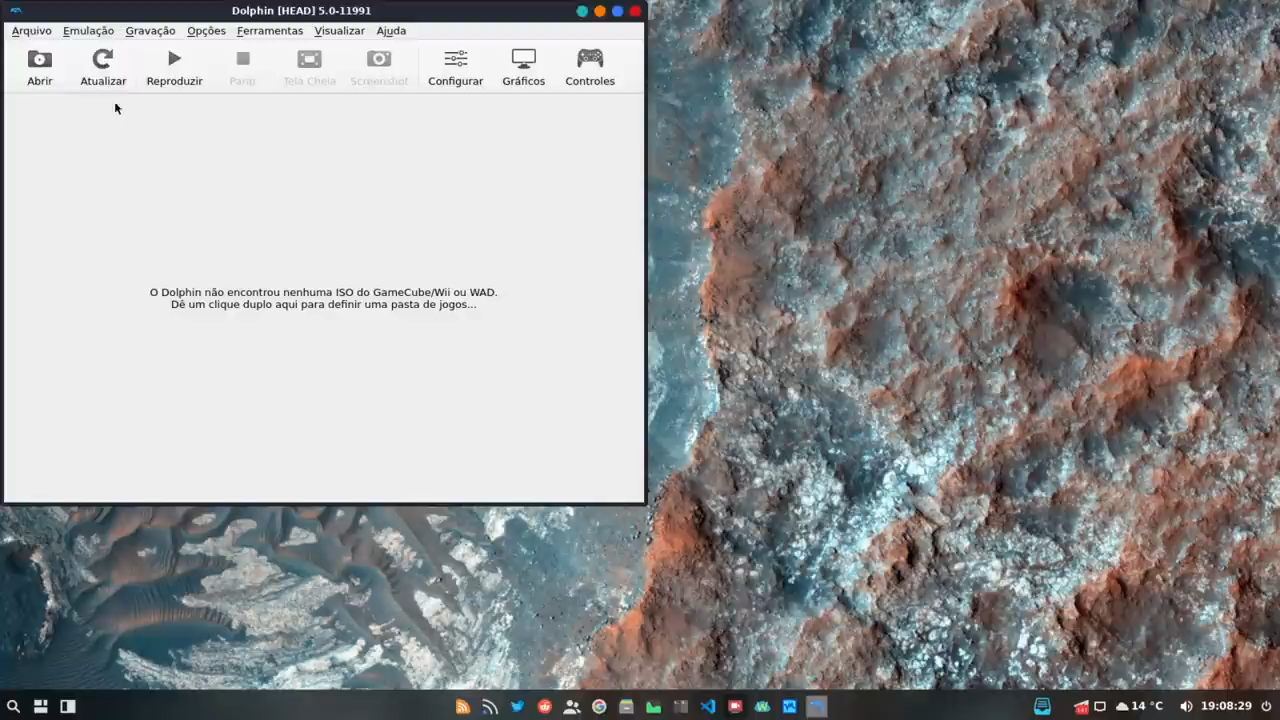 Dolphin [HEAD] 5.0-11991
Arquivo Emulação Gravação Opções Ferramentas Visualizar Ajuda
Abrir Atualizar Reproduzir Parar Tela Cheia Screenshot Configurar Gráficos Controles
O Dolphin não encontrou nenhuma ISO do GameCube/Wii ou WAD.
Dê um clique duplo aqui para definir uma pasta de jogos...
14 °C 19:08:29